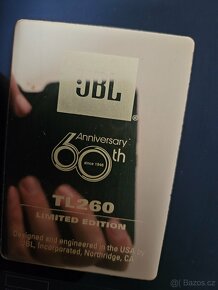 JBL
®
Anniversary
60th
since 1946
TL260
LIMITED EDITION
Designed and engineered in the USA by
JBL, Incorporated, Northridge, CA
Bazoš.cz